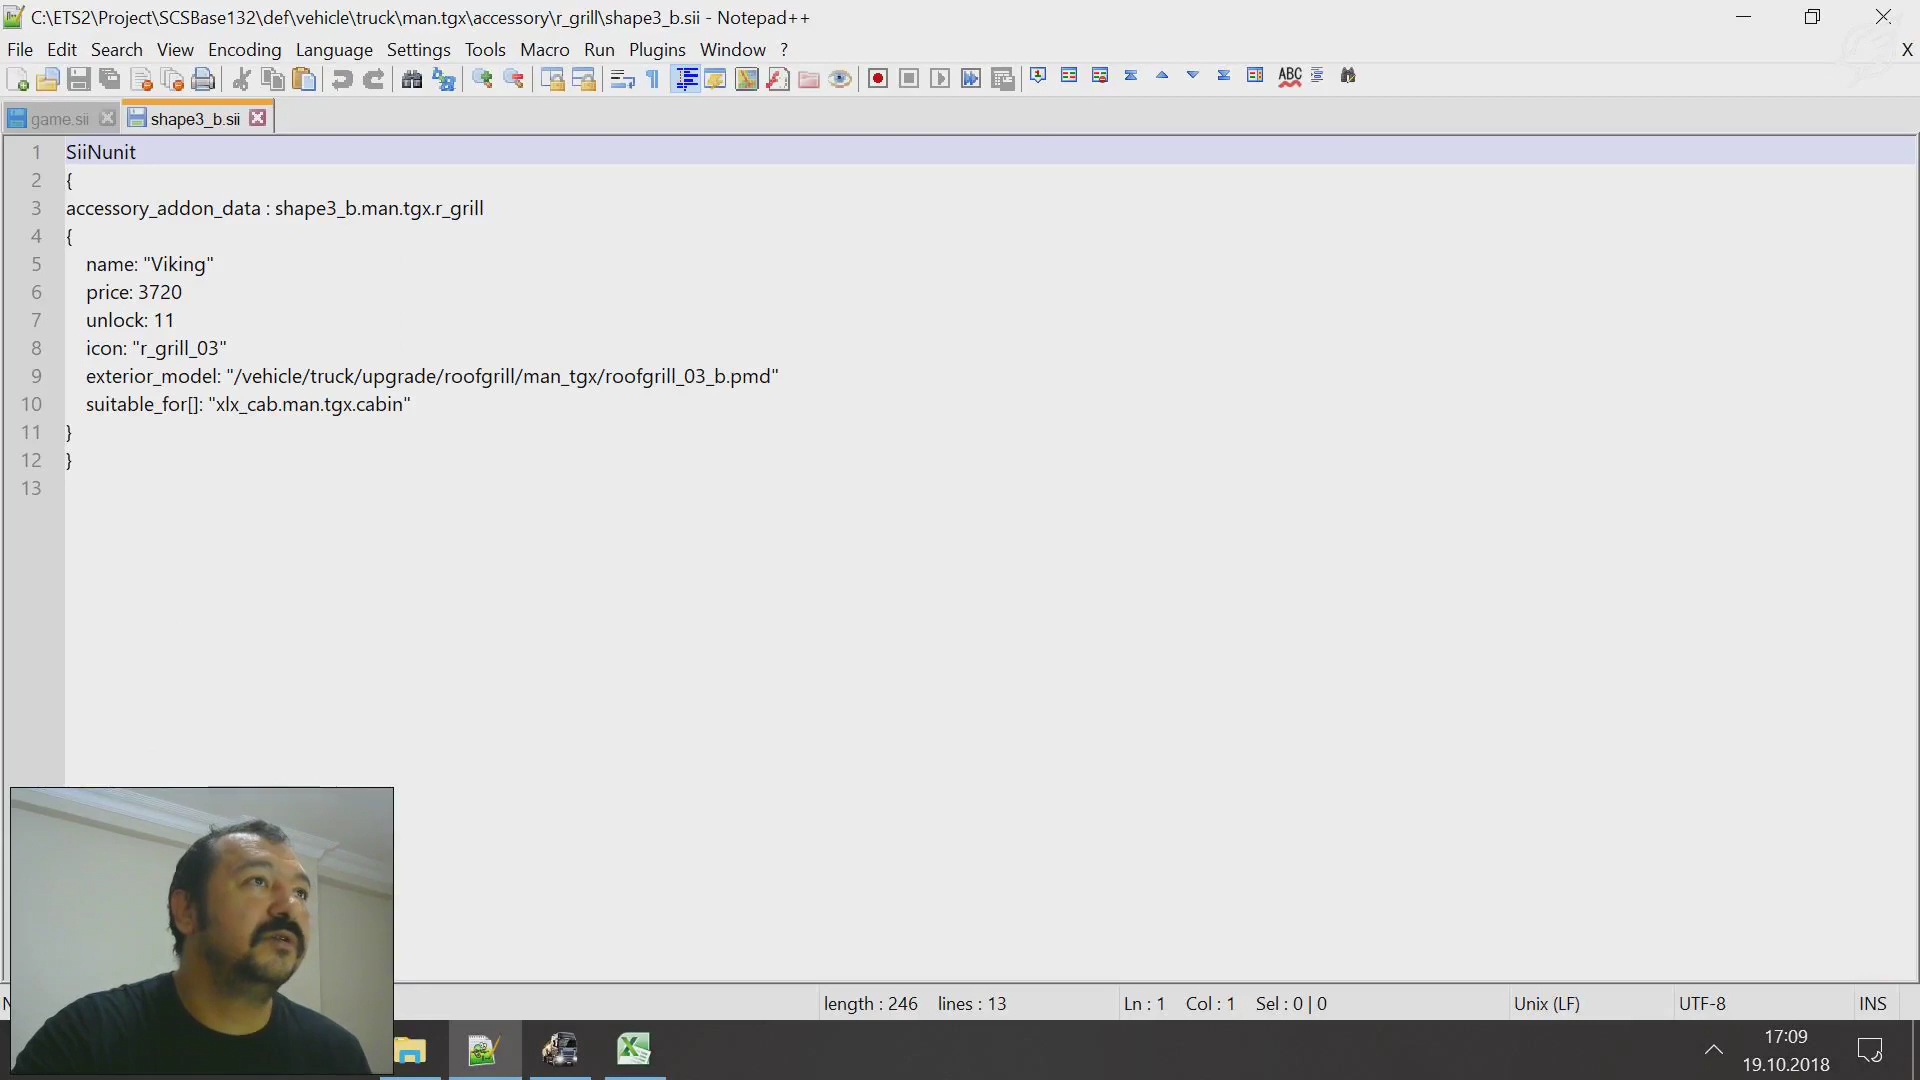 C:\ETS2\Project\SCSBase132\def\vehicle\truck\man.tgx\accessory\r_grill\shape3_b.sii - Notepad++
File Edit Search View Encoding Language Settings Tools Macro Run Plugins Window ? X
ABC
game.sii shape3_b.sii
1 SiiNunit
2 {
3 accessory_addon_data : shape3_b.man.tgx.r_grill
4 {
5 name: "Viking"
6 price: 3720
7 unlock: 11
8 icon: "r_grill_03"
9 exterior_model: "/vehicle/truck/upgrade/roofgrill/man_tgx/roofgrill_03_b.pmd"
10 suitable_for[]: "xlx_cab.man.tgx.cabin"
11 }
12 }
13
length : 246 lines : 13 Ln : 1 Col : 1 Sel : 0 | 0 Unix (LF) UTF-8 INS
17:09
19.10.2018